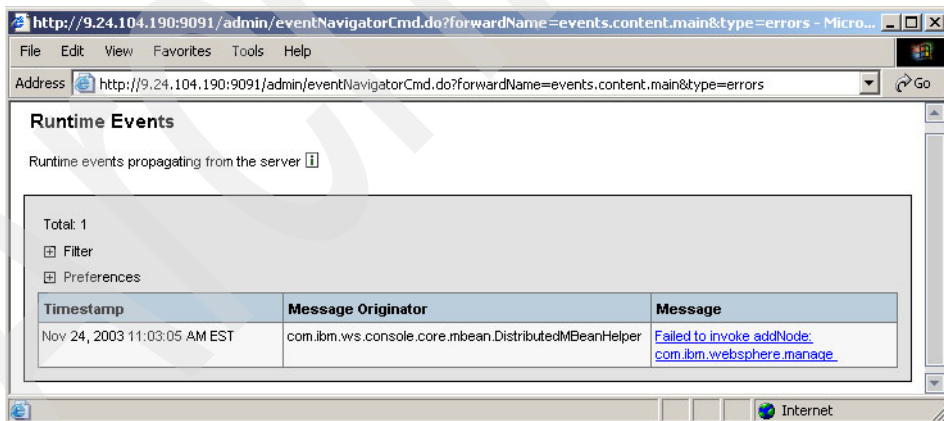 http://9.24.104.190:9091/admin/eventNavigatorCmd.do?forwardName=events.content.main&type=errors - Micro...
File Edit View Favorites Tools Help
Address http://9.24.104.190:9091/admin/eventNavigatorCmd.do?forwardName=events.content.main&type=errors Go
Runtime Events
Runtime events propagating from the server i
Total: 1
Filter
Preferences
Timestamp Message Originator Message
Nov 24, 2003 11:03:05 AM EST com.ibm.ws.console.core.mbean.DistributedMBeanHelper Failed to invoke addNode:
com.ibm.websphere.manage
Internet